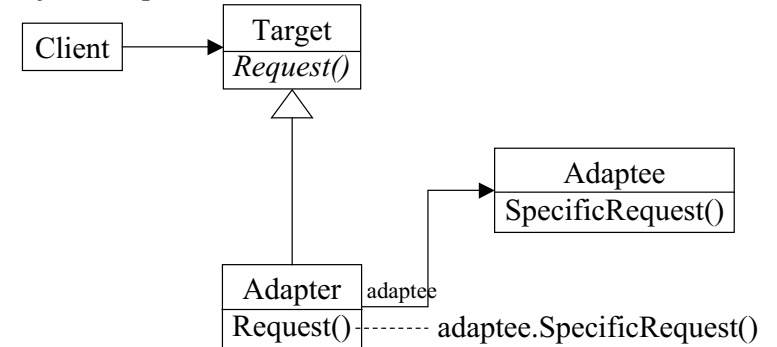 Client
Target
Request()
Adaptee
SpecificRequest()
Adapter
adaptee
Request()
adaptee.SpecificRequest()